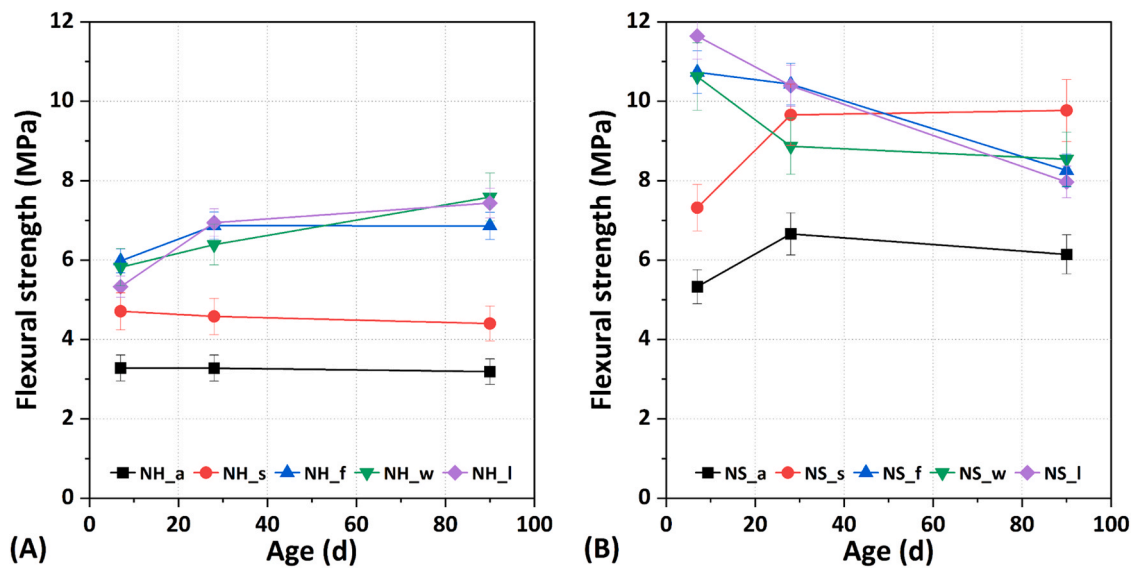 12
10
8
6
4
2
0
Flexural strength (MPa)
NH_a NH_s NH_f NH_w NH_l
0 20 40 60 80 100
Age (d)
(A)
12
10
8
6
4
2
0
Flexural strength (MPa)
NS_a NS_s NS_f NS_w NS_l
0 20 40 60 80 100
Age (d)
(B)